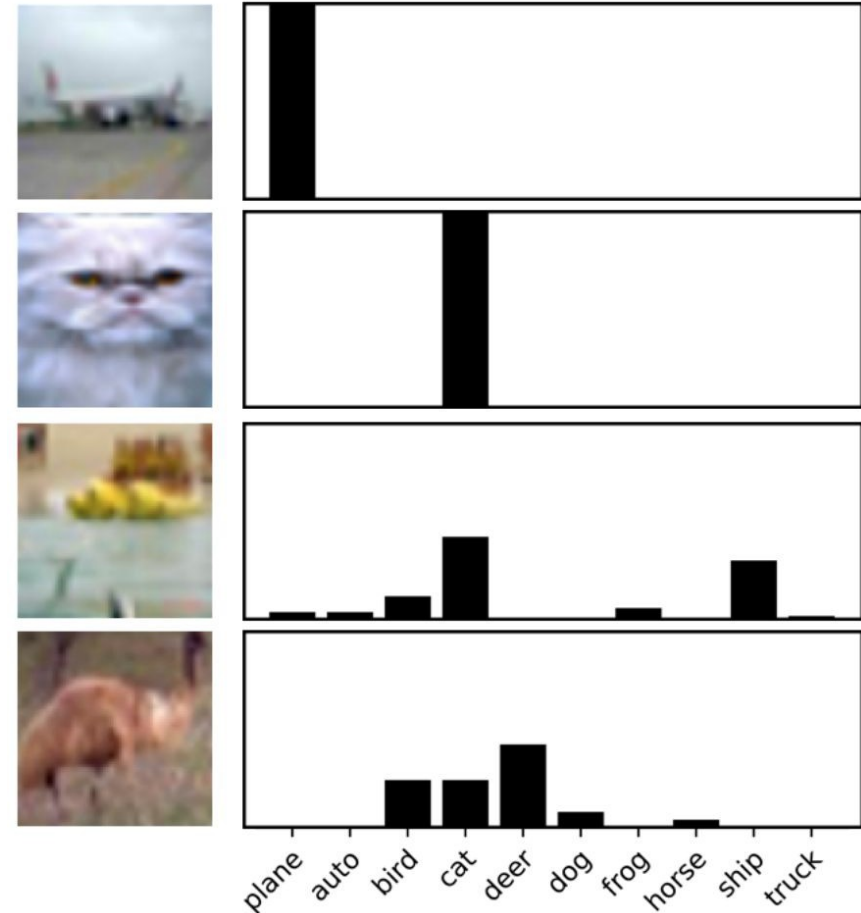 plane
auto
bird
cat
deer
dog
frog
horse
ship
truck